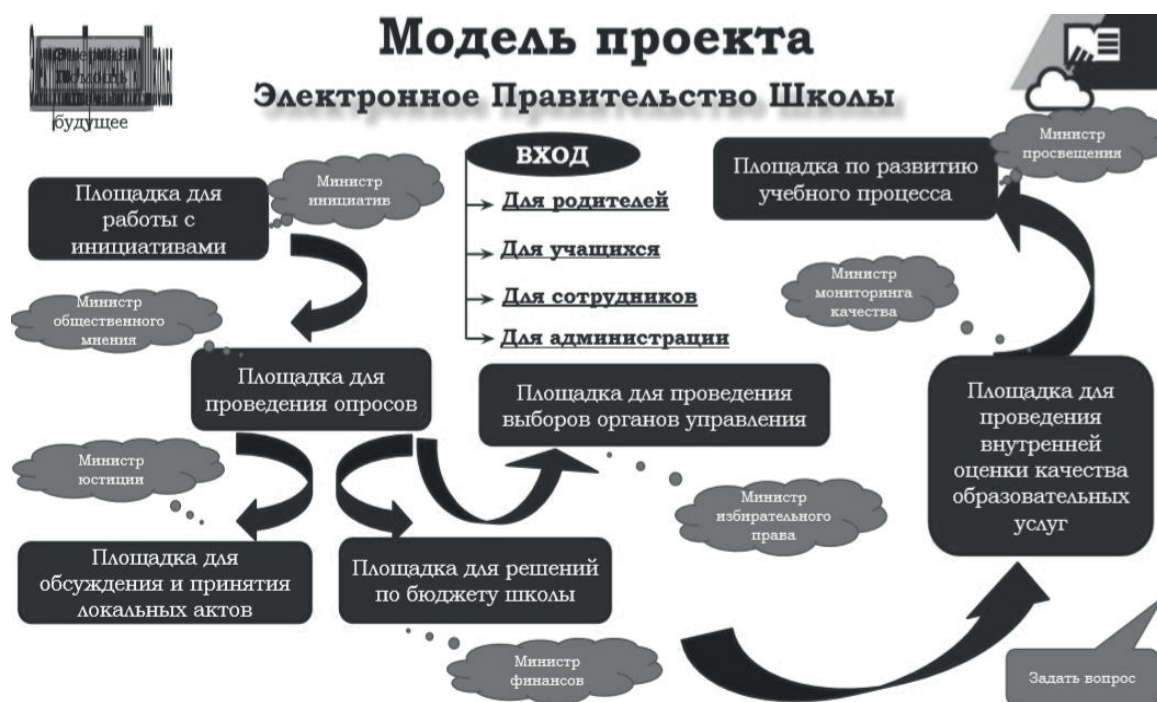 Модель проекта
Электронное Правительство Школы
будущее
ВХОД
Для родителей
Для учащихся
Для сотрудников
Для администрации
Министр
инициатив
Площадка для
работы с
инициативами
Министр
просвещения
Площадка по развитию
учебного процесса
Министр
общественного
мнения
Площадка для
проведения опросов
Министр
мониторинга
качества
Площадка для проведения
выборов органов управления
Площадка для
проведения
внутренней
оценки качества
образовательных
услуг
Министр
юстиции
Министр
избирательного
права
Площадка для
обсуждения и принятия
локальных актов
Площадка для решений
по бюджету школы
Министр
финансов
Задать вопрос